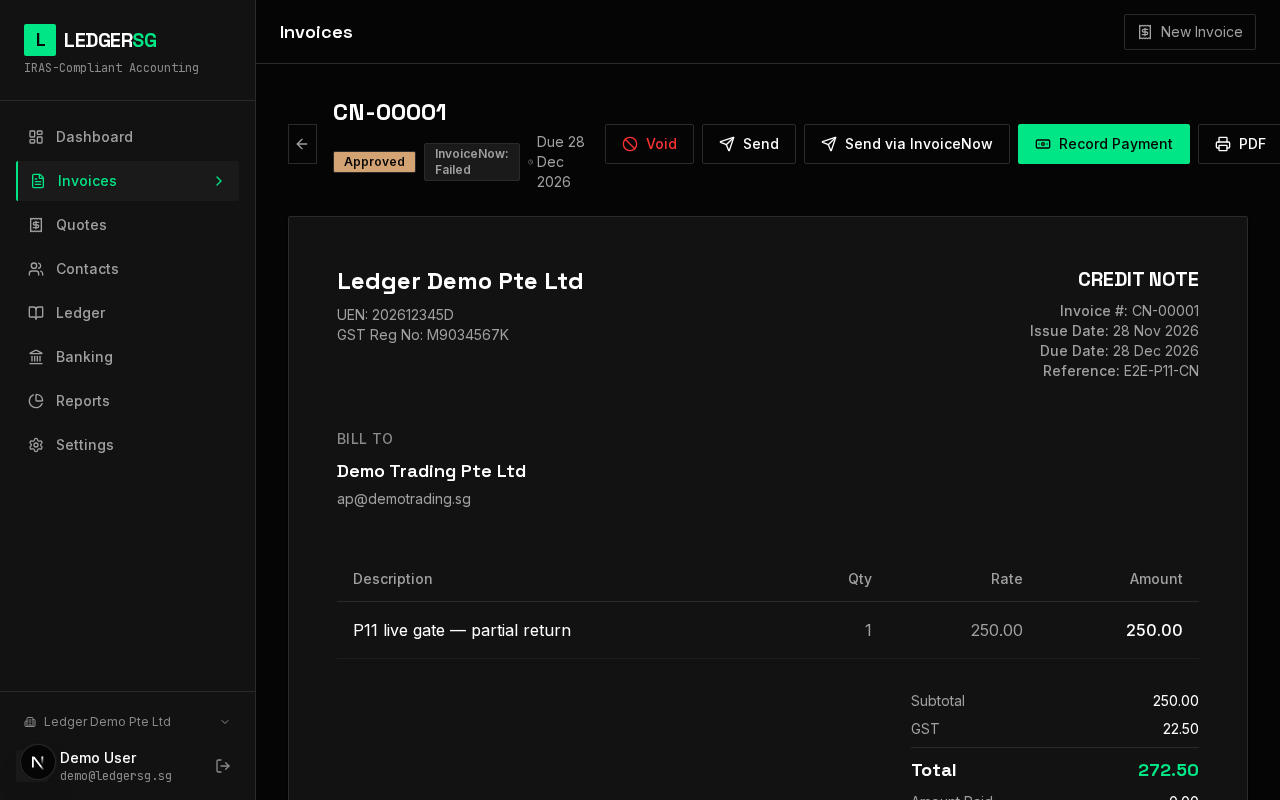 L LEDGERSG
IRAS-Compliant Accounting
Dashboard
Invoices
Quotes
Contacts
Ledger
Banking
Reports
Settings
Ledger Demo Pte Ltd
N
Demo User
demo@ledgersg.sg
Invoices
New Invoice
CN-00001
Approved
InvoiceNow:
Failed
Due 28
Dec
2026
Void
Send
Send via InvoiceNow
Record Payment
PDF
Ledger Demo Pte Ltd
UEN: 202612345D
GST Reg No: M9034567K
CREDIT NOTE
Invoice #: CN-00001
Issue Date: 28 Nov 2026
Due Date: 28 Dec 2026
Reference: E2E-P11-CN
BILL TO
Demo Trading Pte Ltd
ap@demotrading.sg
Description Qty Rate Amount
P11 live gate — partial return 1 250.00 250.00
Subtotal 250.00
GST 22.50
Total 272.50
Amount Paid 0.00